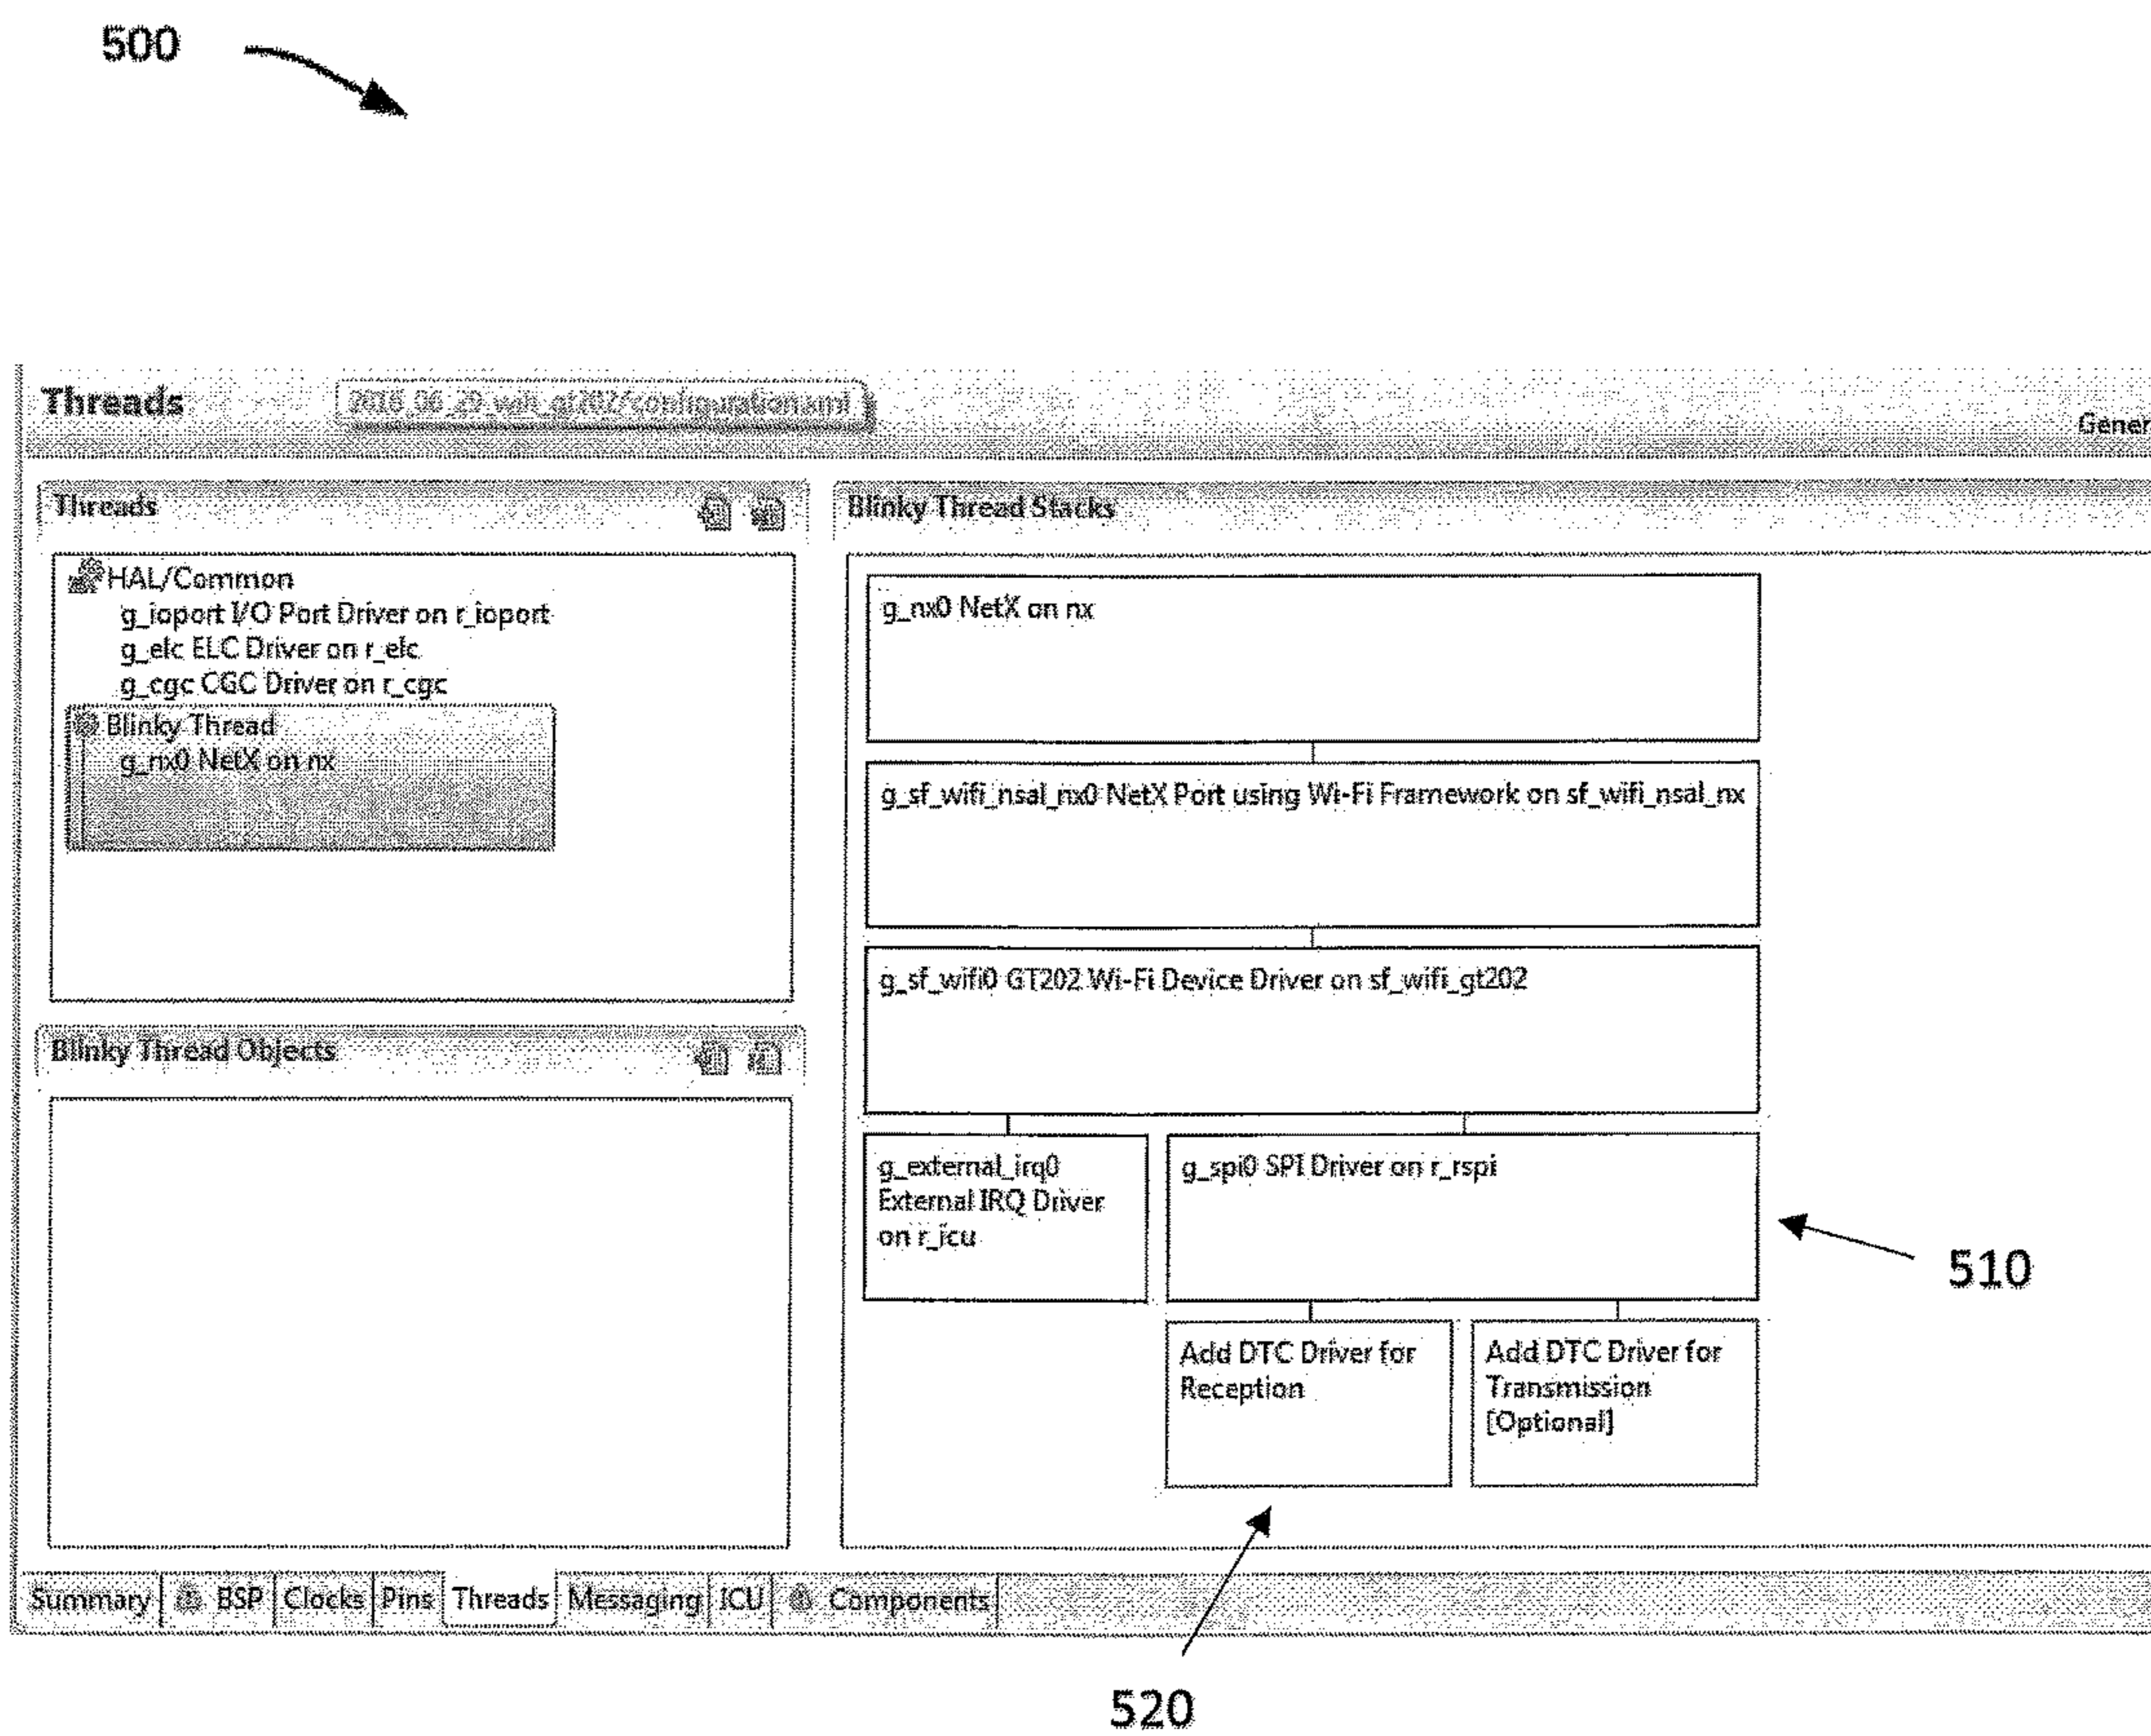 500
Threads
Gener
Threads
HAL/Common
g_ioport I/O Port Driver on r_ioport
g_elc ELC Driver on r_elc
g_cgc CGC Driver on r_cgc
Blinky Thread
g_nx0 NetX on nx
Blinky Thread Objects
Blinky Thread Stacks
g_nx0 NetX on nx
g_sf_wifi_nsal_nx0 NetX Port using Wi-Fi Framework on sf_wifi_nsal_nx
g_sf_wifi0 GT202 Wi-Fi Device Driver on sf_wifi_gt202
g_external_irq0
External IRQ Driver
on r_icu
g_spi0 SPI Driver on r_rspi
510
Add DTC Driver for
Reception
Add DTC Driver for
Transmission
[Optional]
Summary BSP Clocks Pins Threads Messaging ICU Components
520